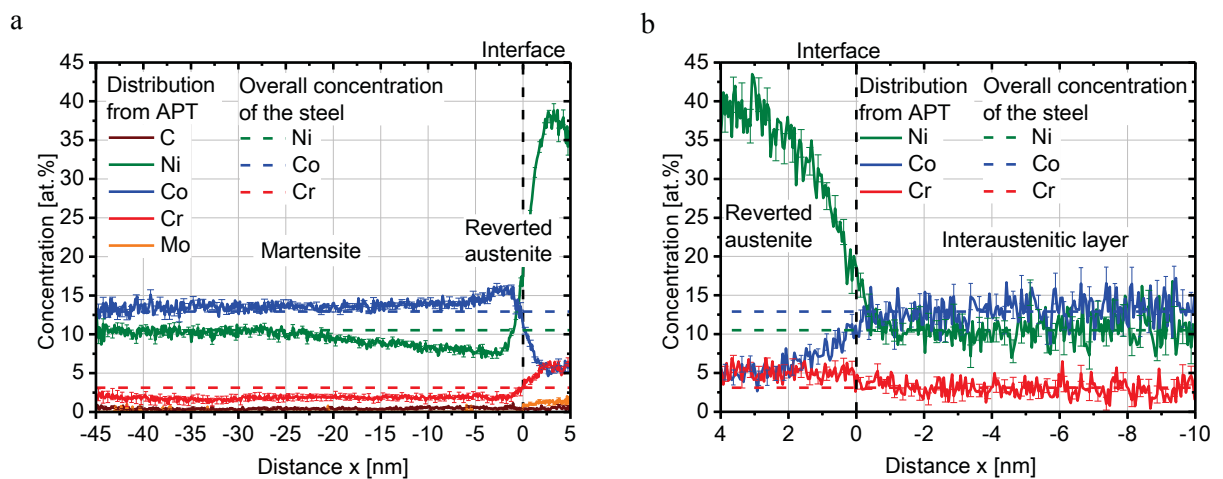 a
Interface
45
40
35
30
25
20
15
10
5
0
Concentration [at.%]
Distribution
from APT
C
Ni
Co
Cr
Mo
Overall concentration
of the steel
Ni
Co
Cr
Martensite
Reverted
austenite
-45 -40 -35 -30 -25 -20 -15 -10 -5 0 5
Distance x [nm]
b
Interface
45
40
35
30
25
20
15
10
5
0
Concentration [at.%]
Distribution
from APT
Ni
Co
Cr
Overall concentration
of the steel
Ni
Co
Cr
Reverted
austenite
Interaustenitic layer
4 2 0 -2 -4 -6 -8 -10
Distance x [nm]